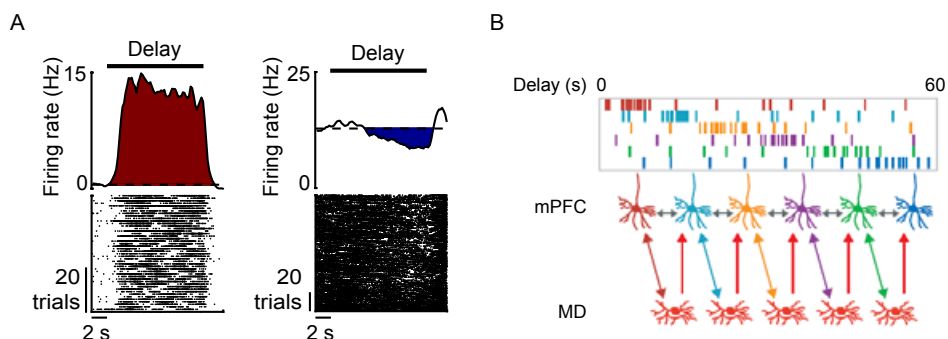 A
Delay
Firing rate (Hz)
15
0
20
trials
2 s
Delay
Firing rate (Hz)
25
0
20
trials
2 s
B
Delay (s) 0 60
mPFC
MD